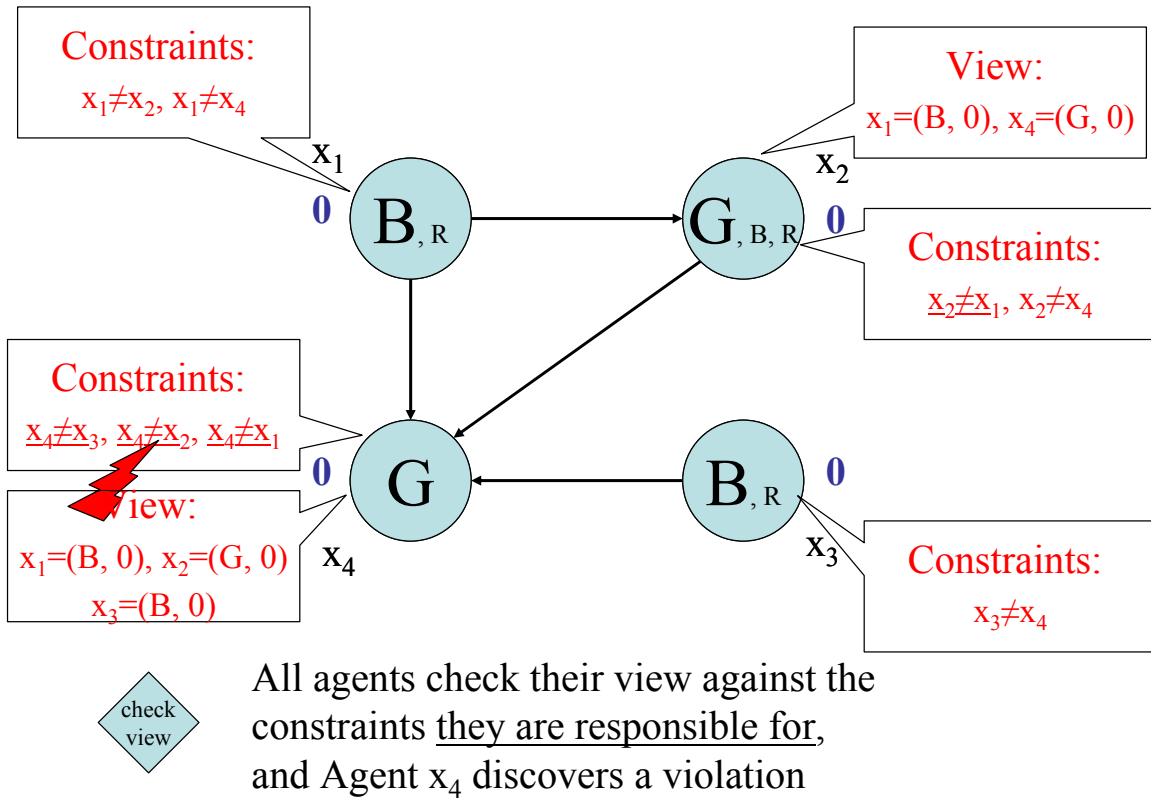 Constraints:
x₁≠x₂, x₁≠x₄
View:
x₁=(B, 0), x₄=(G, 0)
x₁
x₂
0
B, R
G, B, R
0
Constraints:
x₂≠x₁, x₂≠x₄
Constraints:
x₄≠x₃, x₄≠x₂, x₄≠x₁
0
G
B, R
0
View:
x₁=(B, 0), x₂=(G, 0)
x₃=(B, 0)
x₄
x₃
Constraints:
x₃≠x₄
check
view
All agents check their view against the
constraints they are responsible for,
and Agent x₄ discovers a violation